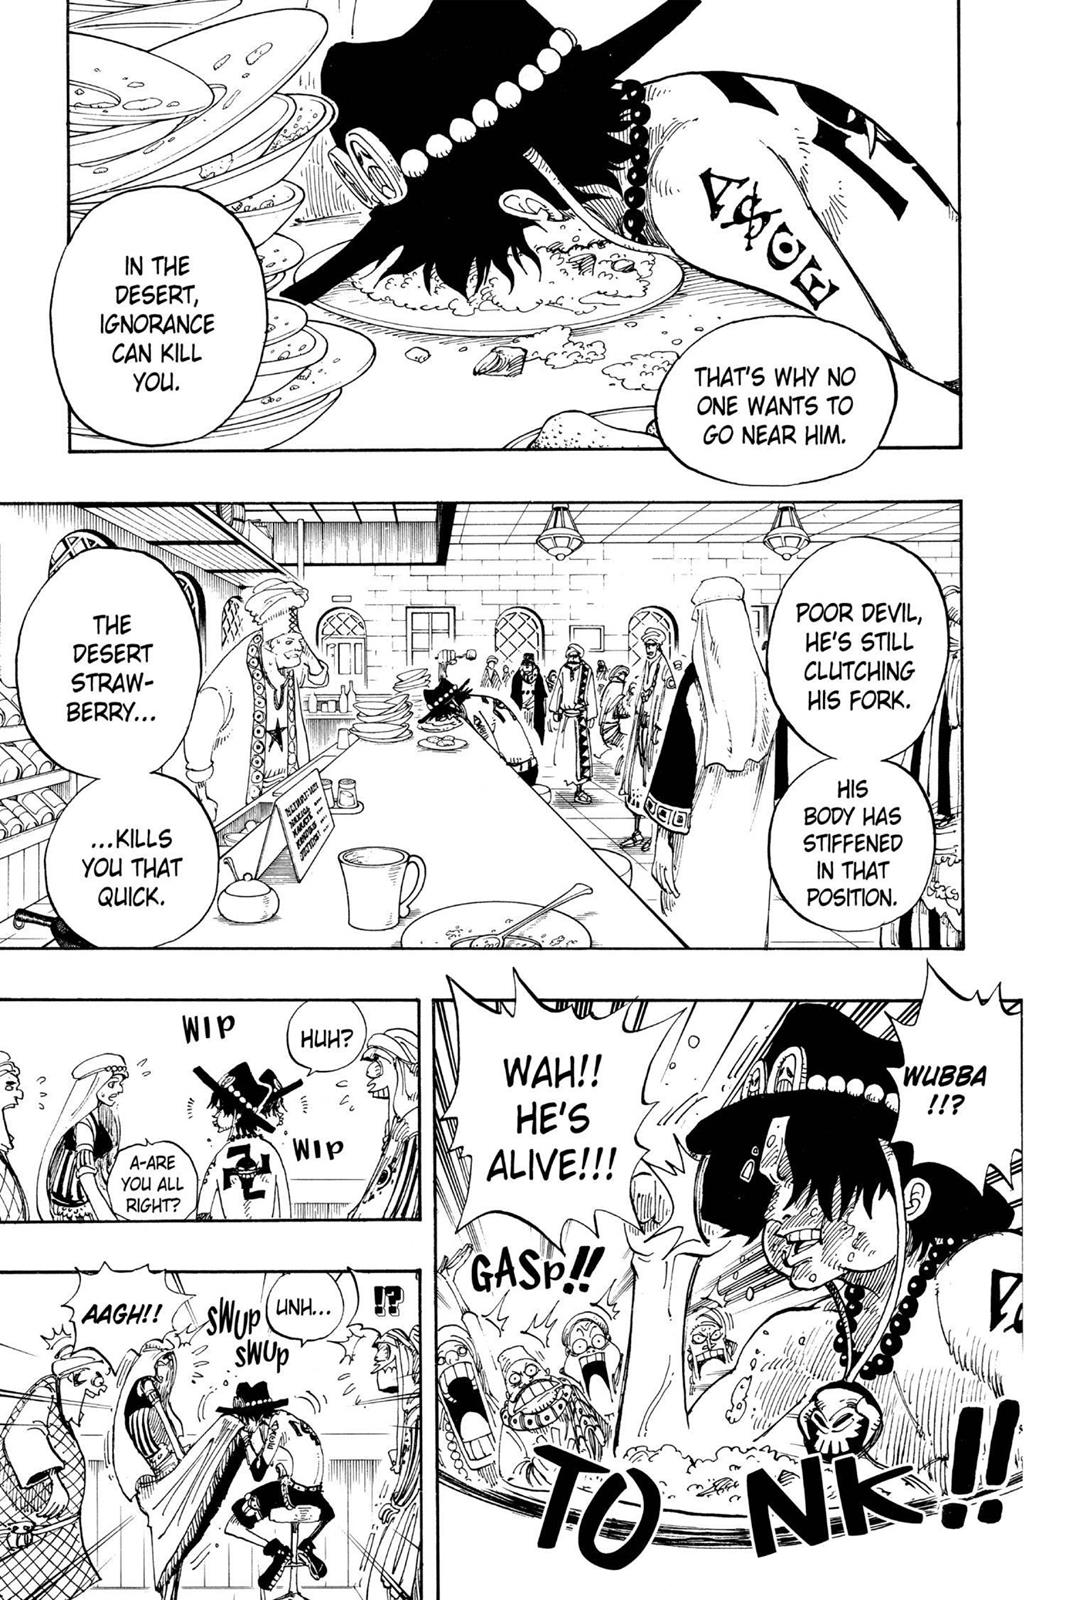 IN THE
DESERT,
IGNORANCE
CAN KILL
YOU.
THAT'S WHY NO
ONE WANTS TO
GO NEAR HIM.
ASCE
POOR DEVIL,
HE'S STILL
CLUTCHING
HIS FORK.
HIS
BODY HAS
STIFFENED
IN THAT
POSITION.
THE
DESERT
STRAW-
BERRY...
...KILLS
YOU THAT
QUICK.
WUBBA
!!?
WAH!!
HE'S
ALIVE!!!
GASP!!
TONK!!
HUH?
WIP
WIP
A-ARE
YOU ALL
RIGHT?
!?
UNH...
SWUP
SWUP
AAGH!!